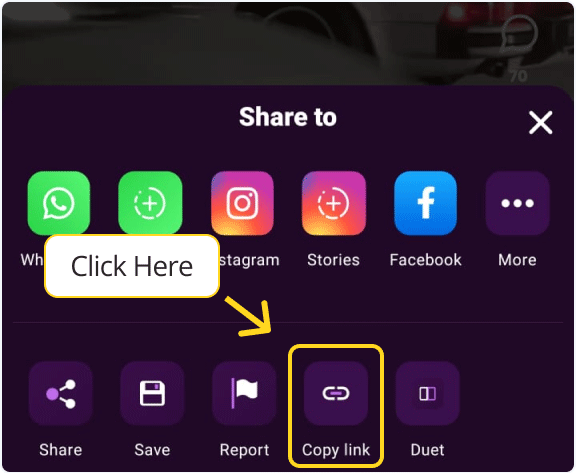 70
Share to
Wh
stagram
Stories
Facebook
More
Click Here
Share
Save
Report
Copy link
Duet